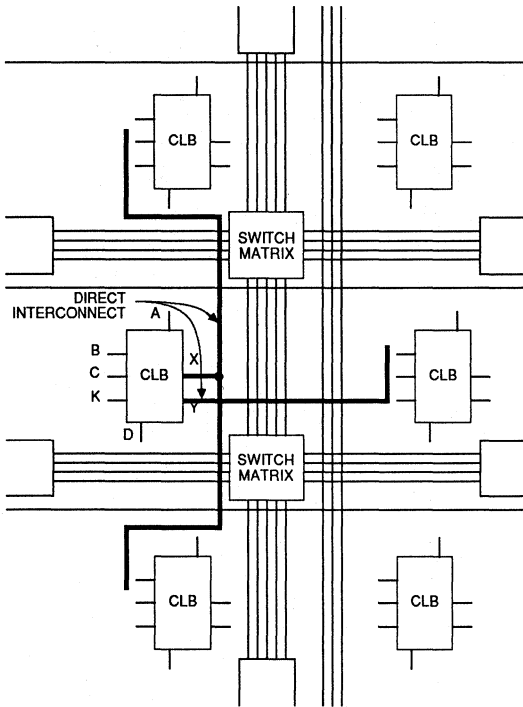 CLB
CLB
SWITCH
MATRIX
DIRECT
INTERCONNECT
A
B
X
C
CLB
CLB
K
Y
D
SWITCH
MATRIX
CLB
CLB